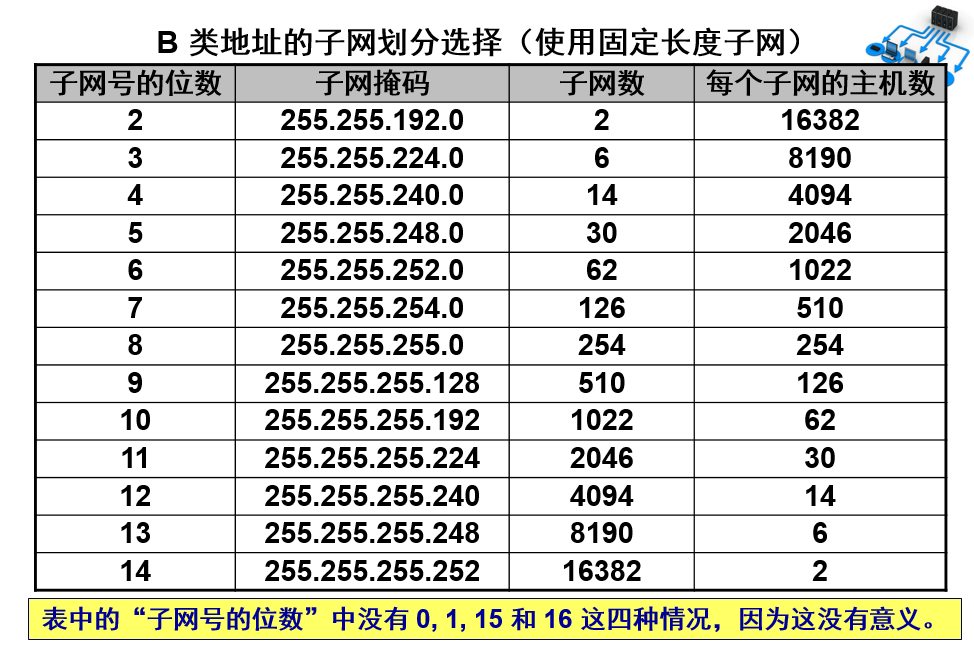 B 类地址的子网划分选择（使用固定长度子网）
子网号的位数 子网掩码 子网数 每个子网的主机数
2 255.255.192.0 2 16382
3 255.255.224.0 6 8190
4 255.255.240.0 14 4094
5 255.255.248.0 30 2046
6 255.255.252.0 62 1022
7 255.255.254.0 126 510
8 255.255.255.0 254 254
9 255.255.255.128 510 126
10 255.255.255.192 1022 62
11 255.255.255.224 2046 30
12 255.255.255.240 4094 14
13 255.255.255.248 8190 6
14 255.255.255.252 16382 2
表中的“子网号的位数”中没有 0, 1, 15 和 16 这四种情况，因为这没有意义。